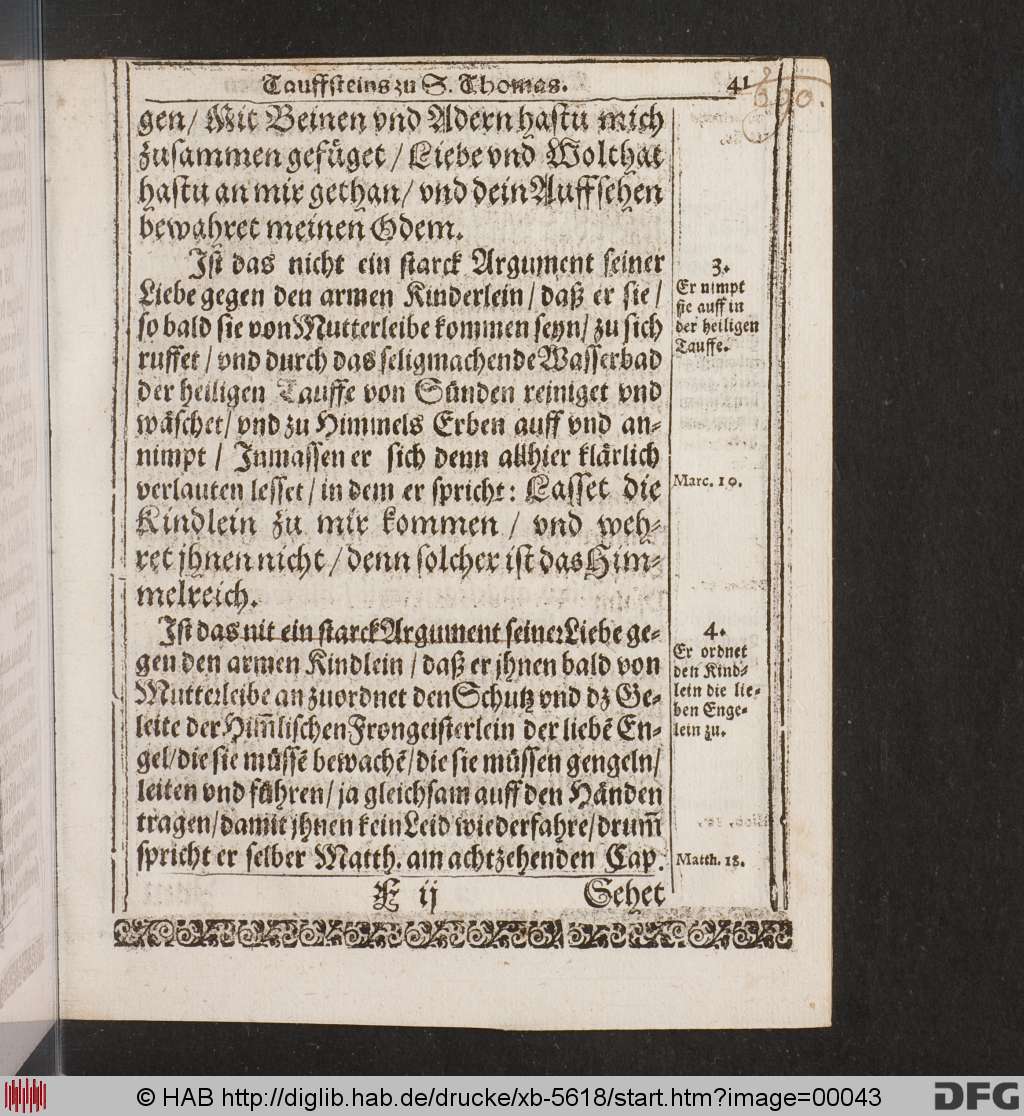 Tauffsteins zu S. Thomas. 41
690.
gen/ Mit Beinen vnd Adern hastu mich
zusammen gefüget / Liebe vnd Wolthat
hastu an mir gethan/ vnd dein Auffsehen
bewahret meinen Odem.
Ist das nicht ein starck Argument seiner
Liebe gegen den armen Kinderlein / daß er sie /
so bald sie von Mutterleibe kommen seyn/ zu sich
ruffet / vnd durch das seligmachende Wasserbad
der heiligen Tauffe von Sünden reiniget vnd
wäschet/ vnd zu Himmels Erben auff vnd an-
nimpt / Inmassen er sich denn allhier klärlich
verlauten lesset / in dem er spricht: Lasset die
Kindlein zu mir kommen / vnd weh-
ret jhnen nicht / denn solcher ist das Him-
melreich.
Ist das nit ein starck Argument seiner Liebe ge-
gen den armen Kindlein / daß er jhnen bald von
Mutterleibe an zuordnet den Schutz vnd dz Ge-
leite der Him̄lischen Frongeisterlein der liebẽ En-
gel/die sie müssẽ bewachẽ/die sie müssen gengeln/
leiten vnd führen/ ja gleichsam auff den Händen
tragen/damit jhnen kein Leid wiederfahre/drum̄
spricht er selber Matth. am achtzehenden Cap.
F ij Sehet
3.
Er nimpt
sie auff in
der heiligen
Tauffe.
Marc. 10.
4.
Er ordnet
den Kind-
lein die lie-
ben Enge-
lein zu.
Matth. 18.
© HAB http://diglib.hab.de/drucke/xb-5618/start.htm?image=00043
DFG